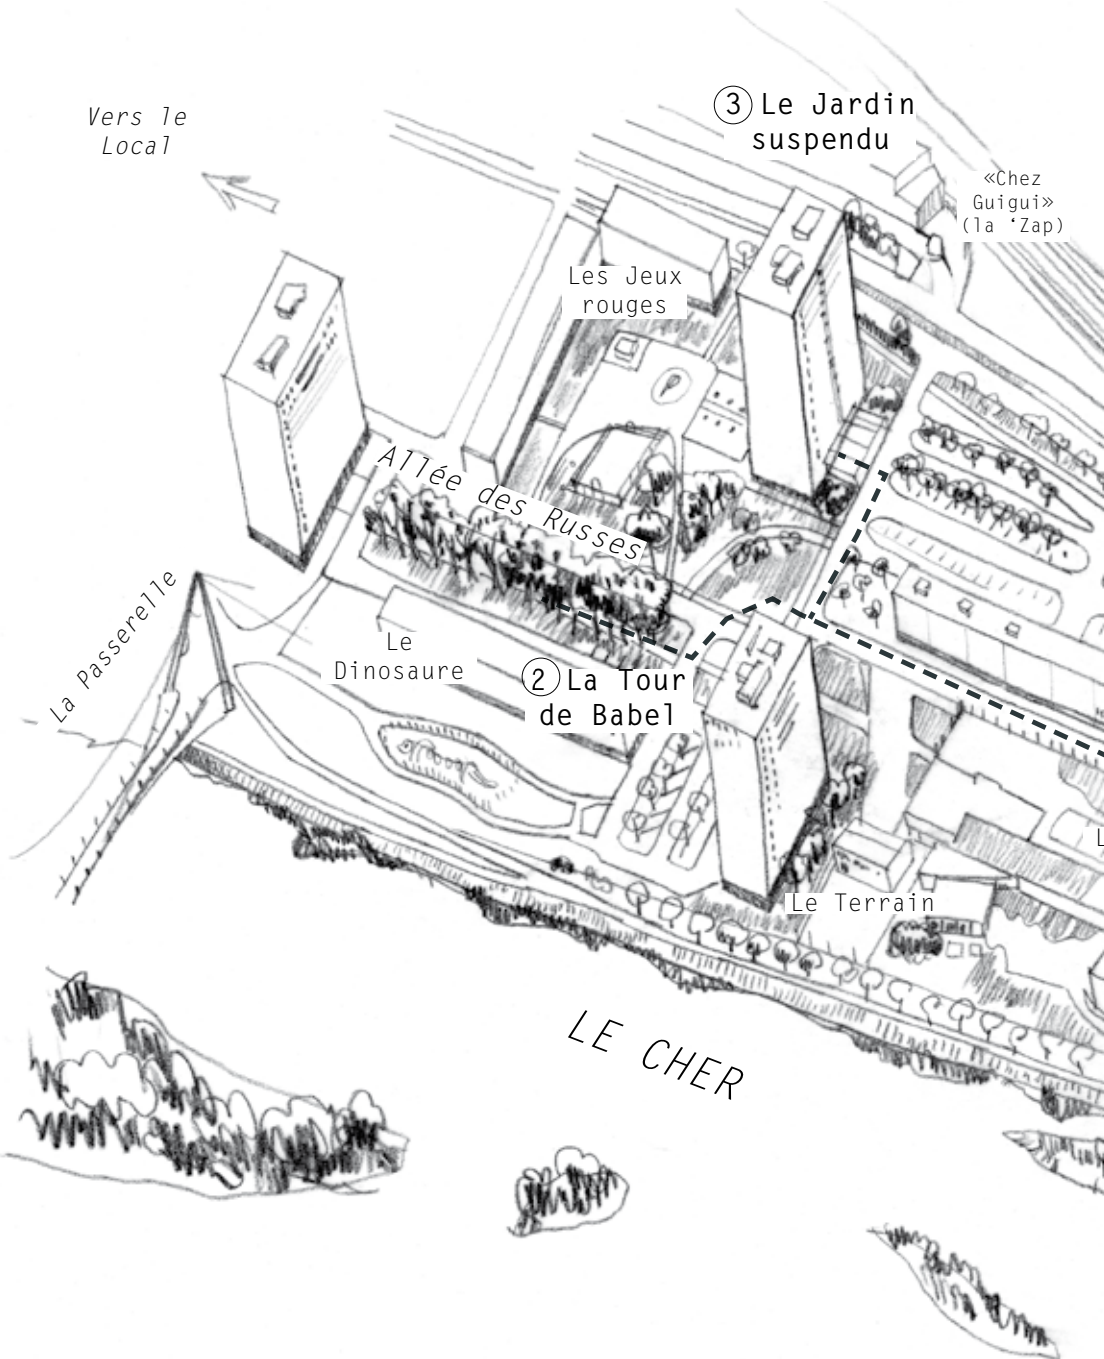 ③ Le Jardin
suspendu
Vers le
Local
«Chez
Guigui»
(la ‘Zap)
Les Jeux
rouges
Allée des Russes
La Passerelle
Le
Dinosaure
② La Tour
de Babel
L
Le Terrain
LE CHER